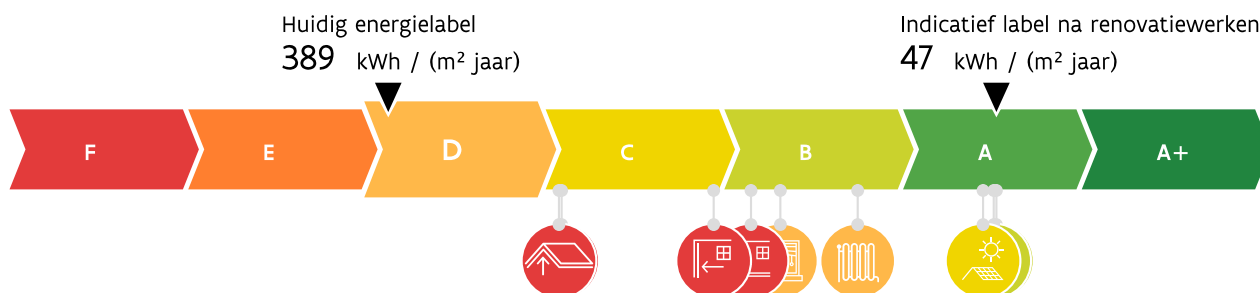 Huidig energielabel
389 kWh / (m² jaar)
Indicatief label na renovatiewerken
47 kWh / (m² jaar)
F E D C B A A+